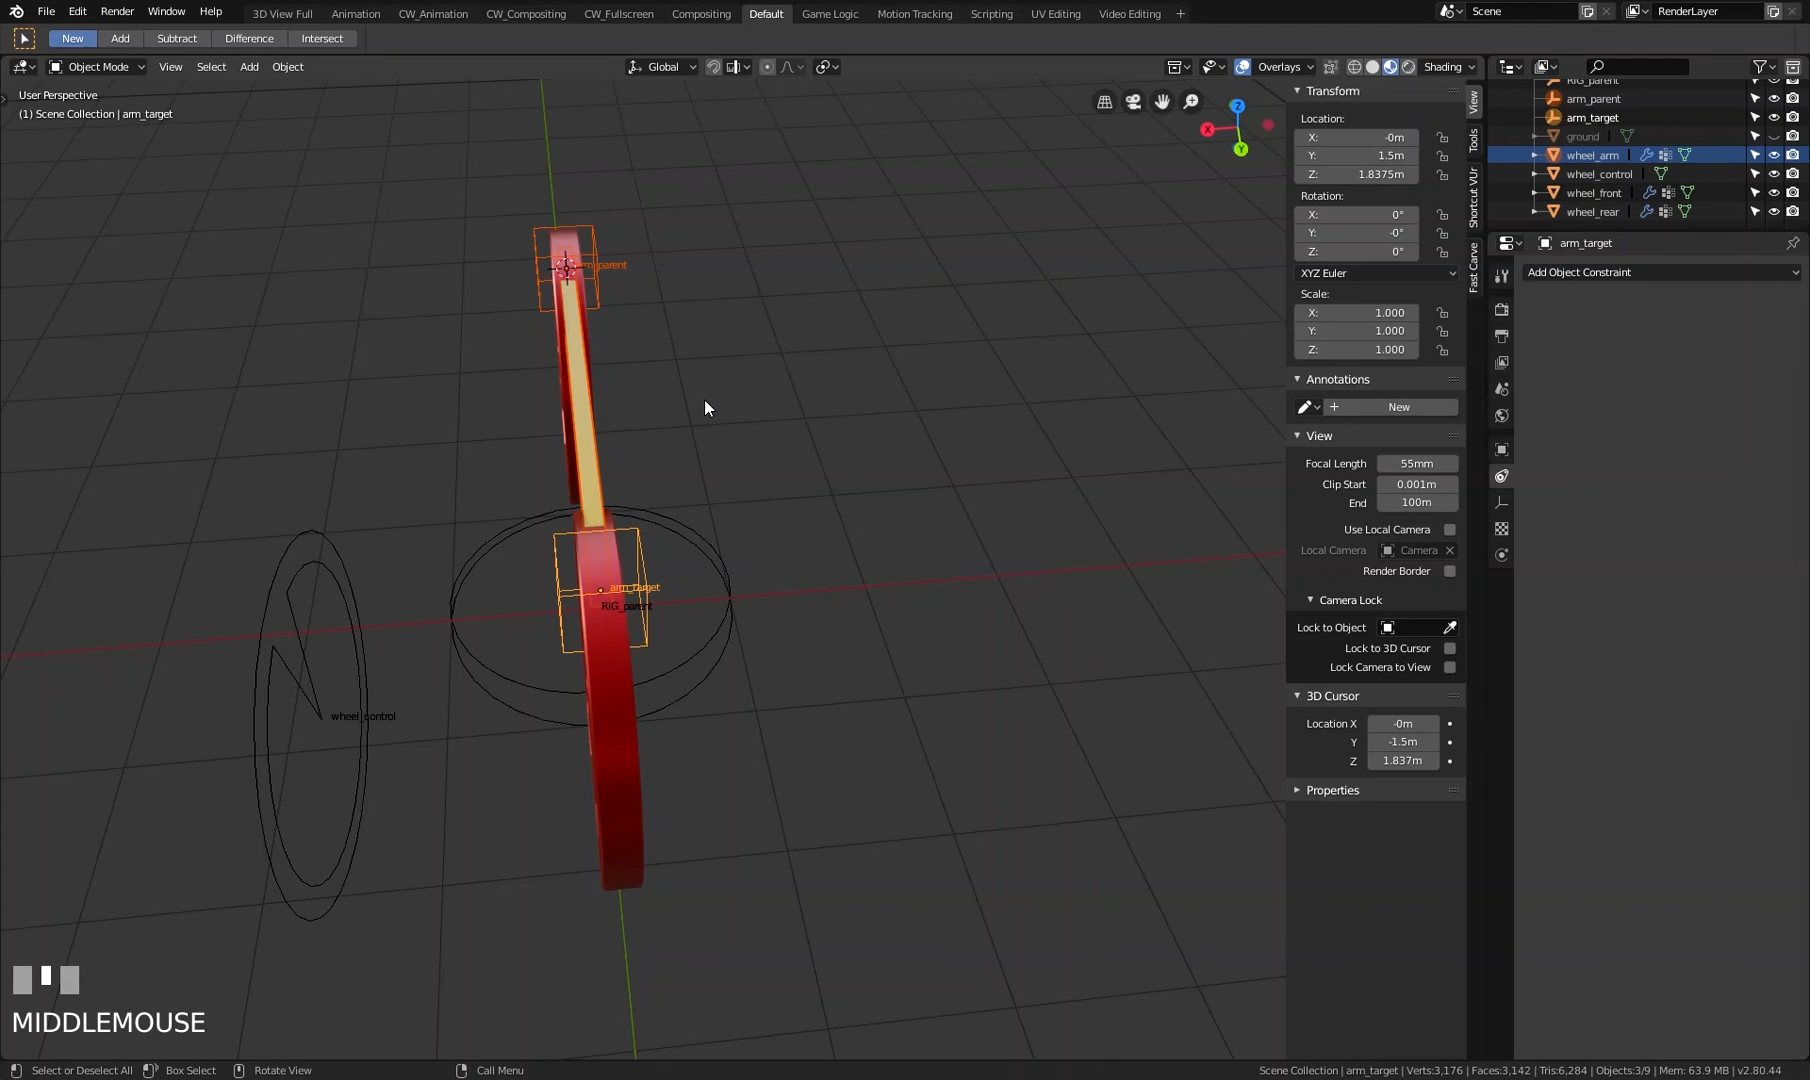 File Edit Render Window Help 3D View Full Animation CW_Animation CW_Compositing CW_Fullscreen Compositing Default Game Logic Motion Tracking Scripting UV Editing Video Editing + Scene RenderLayer
New Add Subtract Difference Intersect
Object Mode View Select Add Object Global Overlays Shading
User Perspective
(1) Scene Collection | arm_target
X
Y
Z
arm_target
RIG_parent
wheel_control
MIDDLEMOUSE
Transform
Location:
X: -0m
Y: 1.5m
Z: 1.8375m
Rotation:
X: 0°
Y: -0°
Z: 0°
XYZ Euler
Scale:
X: 1.000
Y: 1.000
Z: 1.000
Annotations
+ New
View
Focal Length 55mm
Clip Start 0.001m
End 100m
Use Local Camera
Local Camera Camera
Render Border
Camera Lock
Lock to Object
Lock to 3D Cursor
Lock Camera to View
3D Cursor
Location X -0m
Y -1.5m
Z 1.837m
Properties
View
Tools
Shortcut VUr
Fast Carve
RIG_parent
arm_parent
arm_target
ground
wheel_arm
wheel_control
wheel_front
wheel_rear
arm_target
Add Object Constraint
Select or Deselect All Box Select Rotate View Call Menu Scene Collection | arm_target | Verts:3,176 | Faces:3,142 | Tris:6,284 | Objects:3/9 | Mem: 63.9 MB | v2.80.44